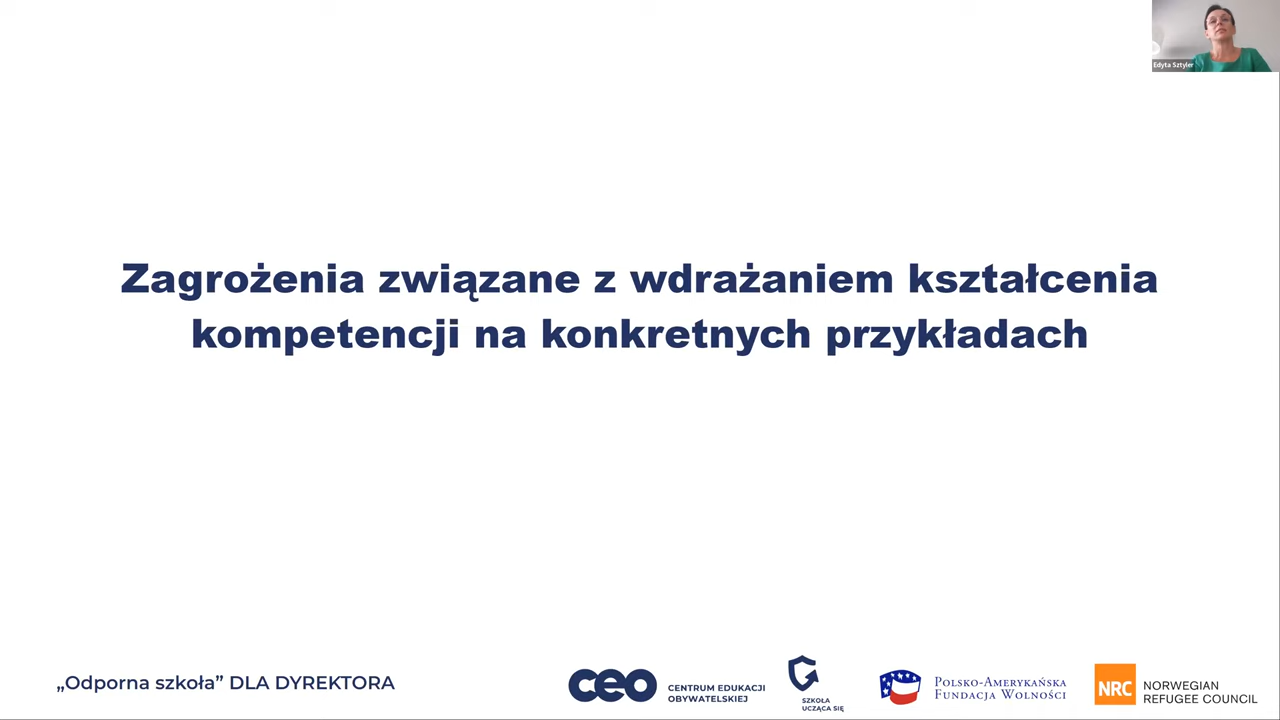 Edyta Sztyler
Zagrożenia związane z wdrażaniem kształcenia
kompetencji na konkretnych przykładach
„Odporna szkoła” DLA DYREKTORA
ceo
CENTRUM EDUKACJI
OBYWATELSKIEJ
SZKOŁA
UCZĄCA SIĘ
POLSKO-AMERYKAŃSKA
FUNDACJA WOLNOŚCI
NRC
NORWEGIAN
REFUGEE COUNCIL